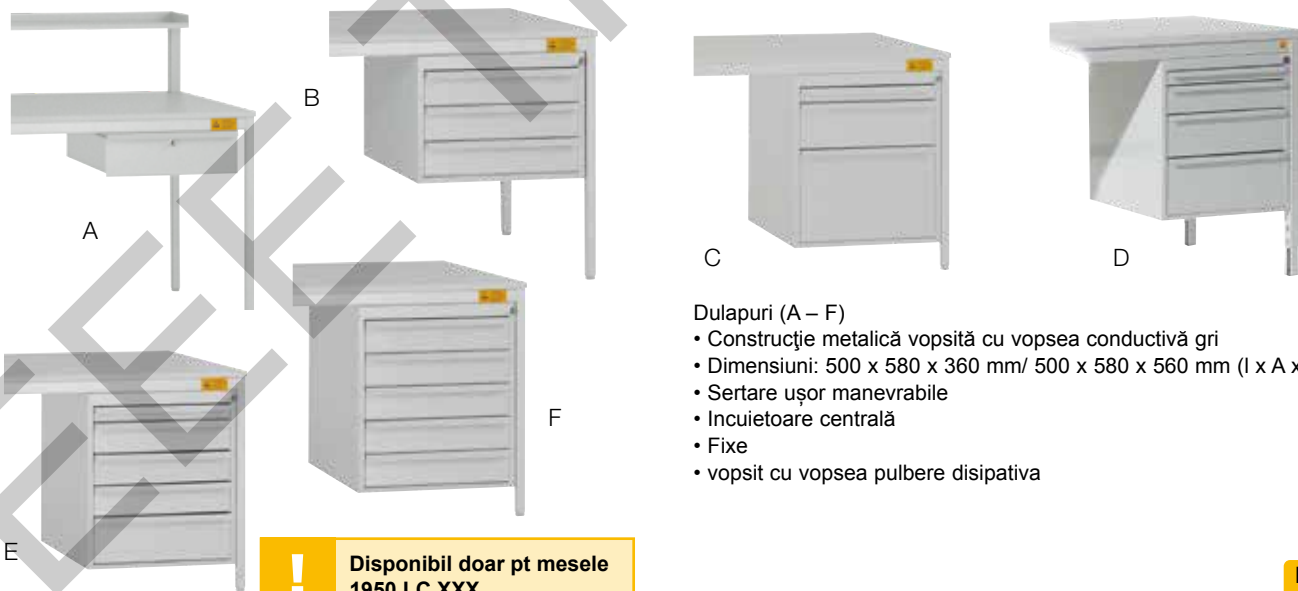 A
B
C
D
E
F
Dulapuri (A – F)
• Construcţie metalică vopsită cu vopsea conductivă gri
• Dimensiuni: 500 x 580 x 360 mm/ 500 x 580 x 560 mm (l x A x
• Sertare ușor manevrabile
• Incuietoare centrală
• Fixe
• vopsit cu vopsea pulbere disipativa
!
Disponibil doar pt mesele
1950.LC.XXX